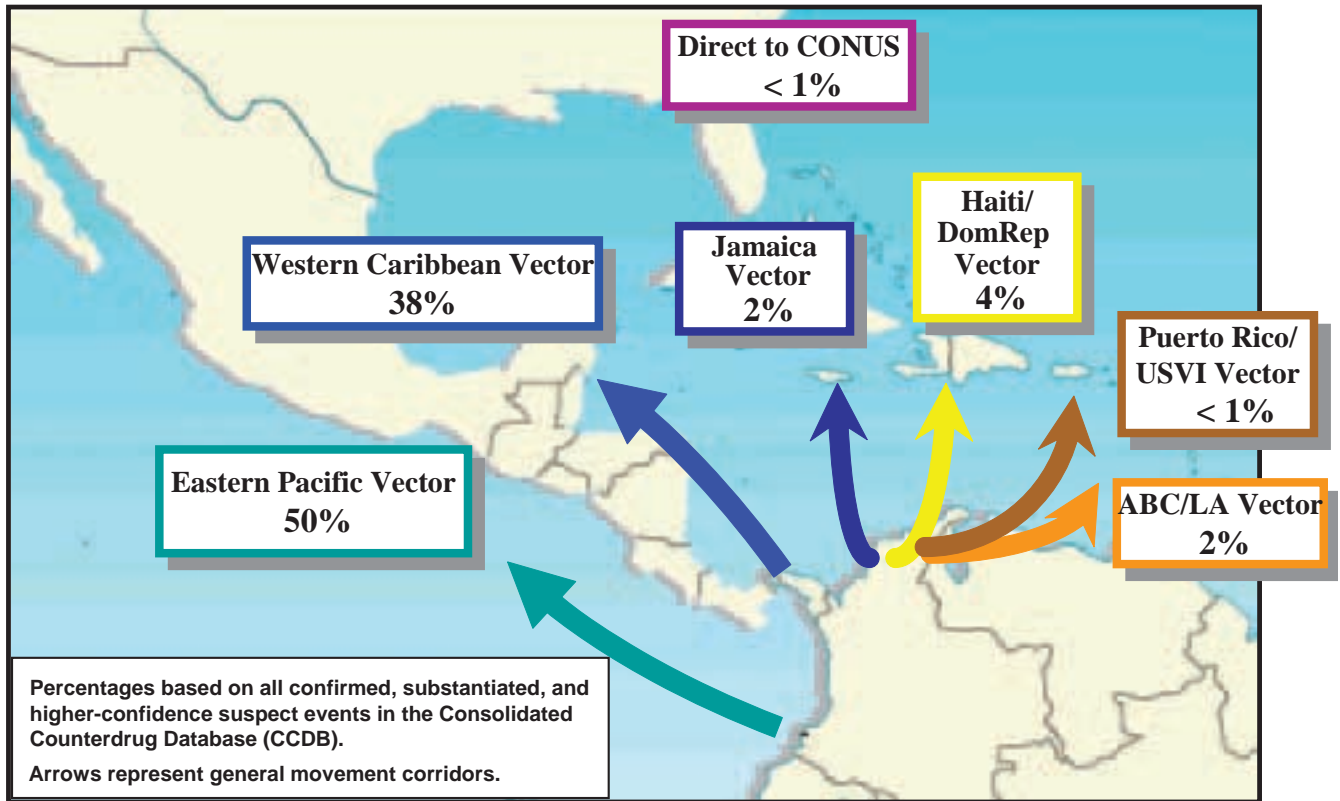 Direct to CONUS
< 1%
Haiti/
DomRep
Vector
4%
Jamaica
Vector
2%
Western Caribbean Vector
38%
Puerto Rico/
USVI Vector
< 1%
Eastern Pacific Vector
50%
ABC/LA Vector
2%
Percentages based on all confirmed, substantiated, and
higher-confidence suspect events in the Consolidated
Counterdrug Database (CCDB).
Arrows represent general movement corridors.